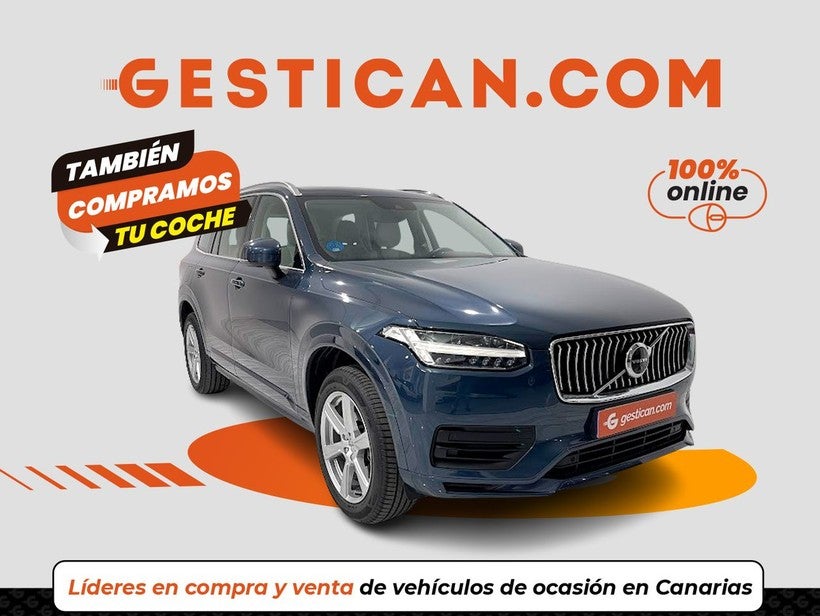 GESTICAN.COM
TAMBIÉN
COMPRAMOS
TU COCHE
100%
online
VOLVO
gestican.com
Líderes en compra y venta de vehículos de ocasión en Canarias